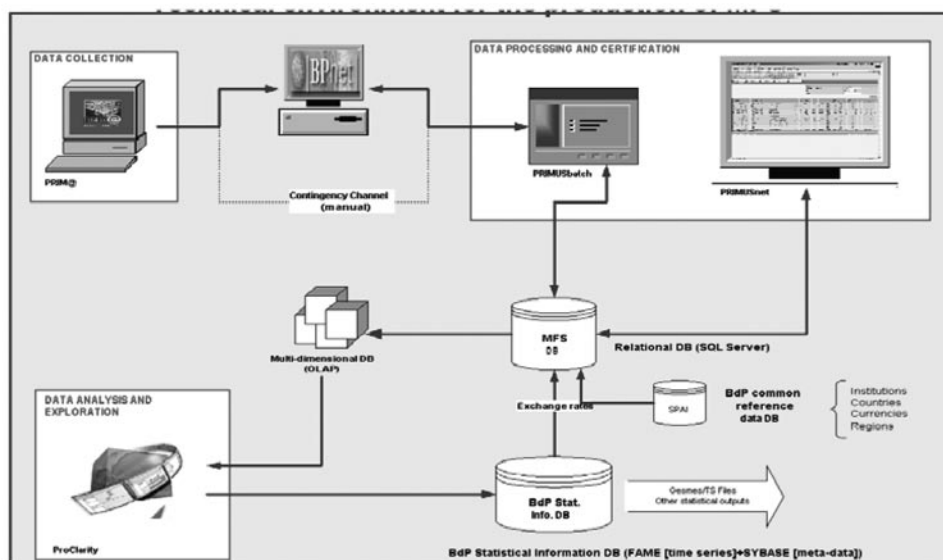 DATA COLLECTION
PRIM@
BPnet
Contingency Channel
(manual)
DATA PROCESSING AND CERTIFICATION
PRIMUSbatch
PRIMUSnet
Multi-dimensional DB
(OLAP)
MFS
DB
Relational DB (SQL Server)
Exchange rates
SPAI
BdP common
reference
data DB
Institutions
Countries
Currencies
Regions
DATA ANALYSIS AND
EXPLORATION
ProClarity
BdP Stat.
Info. DB
Gesmes/TS Files
Other statistical outputs
BdP Statistical Information DB (FAME [time series]+SYBASE [meta-data])